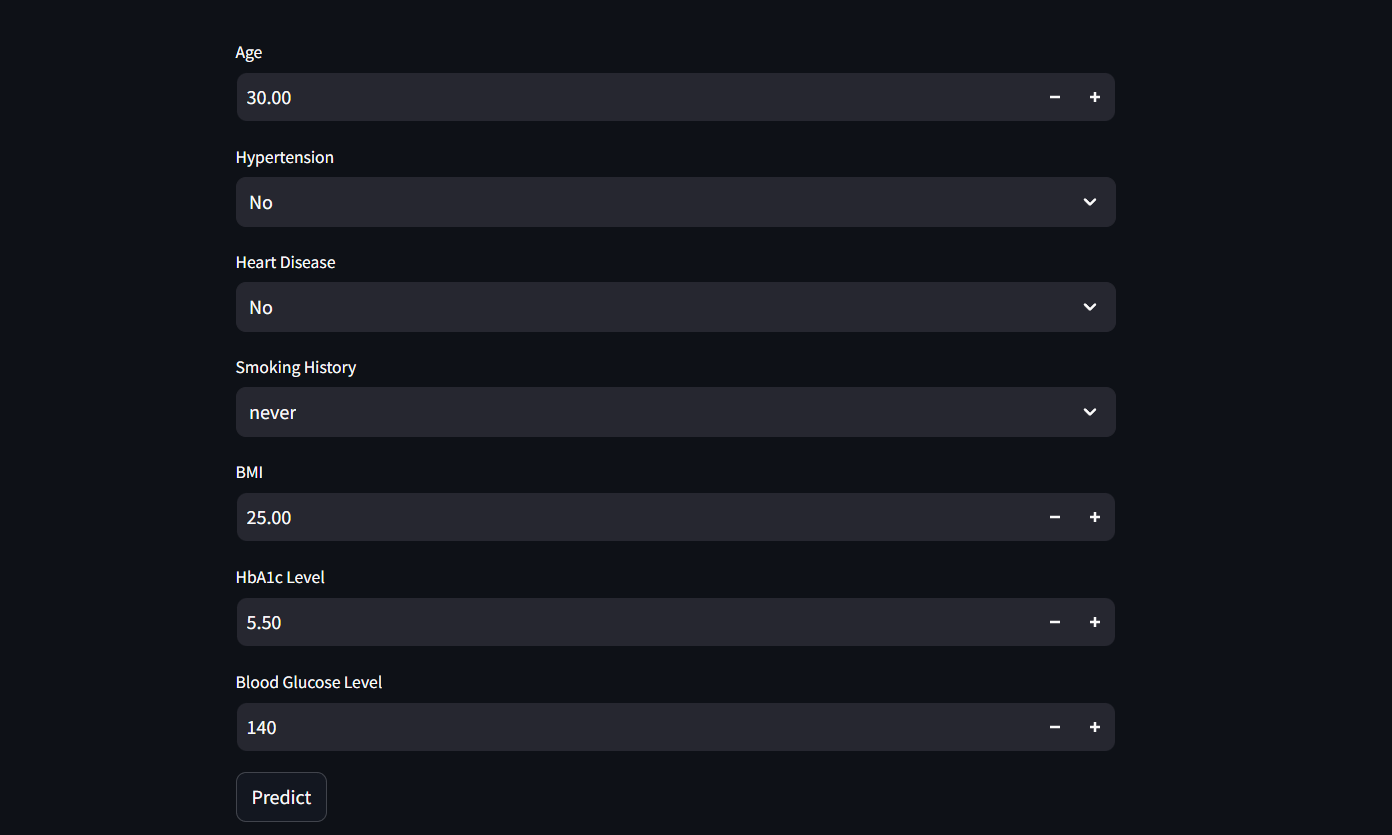 Age
30.00
Hypertension
No
Heart Disease
No
Smoking History
never
BMI
25.00
HbA1c Level
5.50
Blood Glucose Level
140
Predict